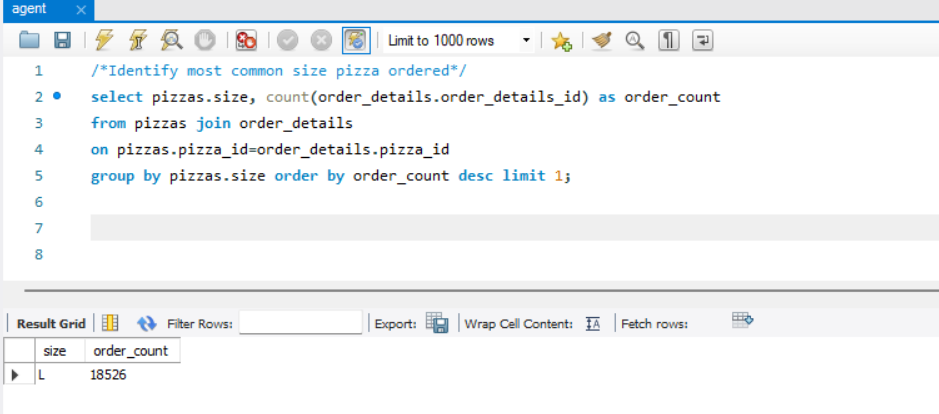 agent
Limit to 1000 rows
1 /*Identify most common size pizza ordered*/
2 select pizzas.size, count(order_details.order_details_id) as order_count
3 from pizzas join order_details
4 on pizzas.pizza_id=order_details.pizza_id
5 group by pizzas.size order by order_count desc limit 1;
6
7
8
Result Grid Filter Rows: Export: Wrap Cell Content: Fetch rows:
size order_count
L 18526